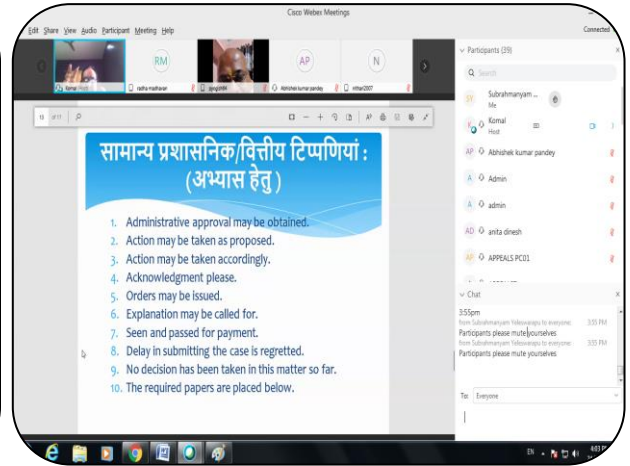 Cisco Webex Meetings
Edit Share View Audio Participant Meeting Help
Connected
RM
AP
N
Komal
radha madhavan
Abhishek kumar pandey
Participants (39)
Search
SY Subrahmanyam ...
Me
Komal
Host
AP Abhishek kumar pandey
A Admin
A admin
AD anita dinesh
AP APPEALS PC01
सामान्य प्रशासनिक/वित्तीय टिप्पणियां :
(अभ्यास हेतु )
1. Administrative approval may be obtained.
2. Action may be taken as proposed.
3. Action may be taken accordingly.
4. Acknowledgment please.
5. Orders may be issued.
6. Explanation may be called for.
7. Seen and passed for payment.
8. Delay in submitting the case is regretted.
9. No decision has been taken in this matter so far.
10. The required papers are placed below.
Chat
3:55pm
from Subrahmanyam Yeleswarapu to everyone: 3:55 PM
Participants please mute yourselves
from Subrahmanyam Yeleswarapu to everyone: 3:55 PM
Participants please mute yourselves
To: Everyone
EN